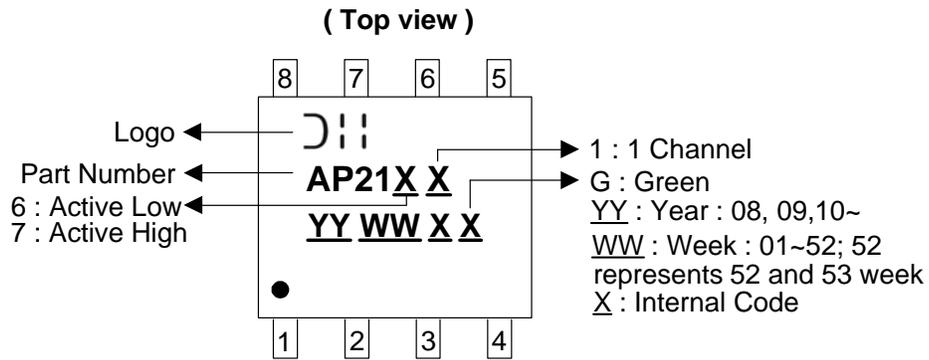 ( Top view )
8 7 6 5
Logo
Part Number
6 : Active Low
7 : Active High
AP21X X
YY WW X X
1 : 1 Channel
G : Green
YY : Year : 08, 09,10~
WW : Week : 01~52; 52
represents 52 and 53 week
X : Internal Code
1 2 3 4